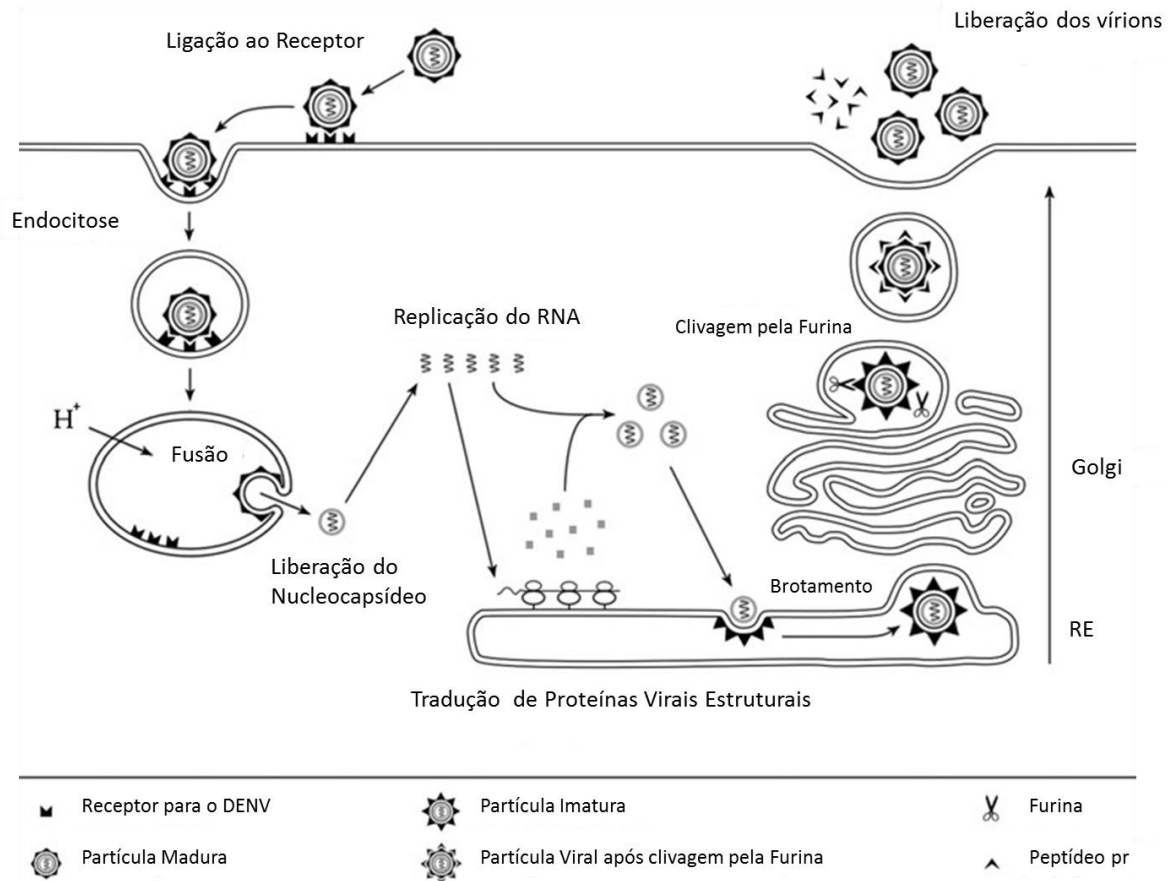 Liberação dos vírions
Ligação ao Receptor
Endocitose
Replicação do RNA
Clivagem pela Furina
H+
Fusão
Golgi
Liberação do
Nucleocapsídeo
Brotamento
RE
Tradução de Proteínas Virais Estruturais
Receptor para o DENV
Partícula Imatura
Furina
Partícula Madura
Partícula Viral após clivagem pela Furina
Peptídeo pr